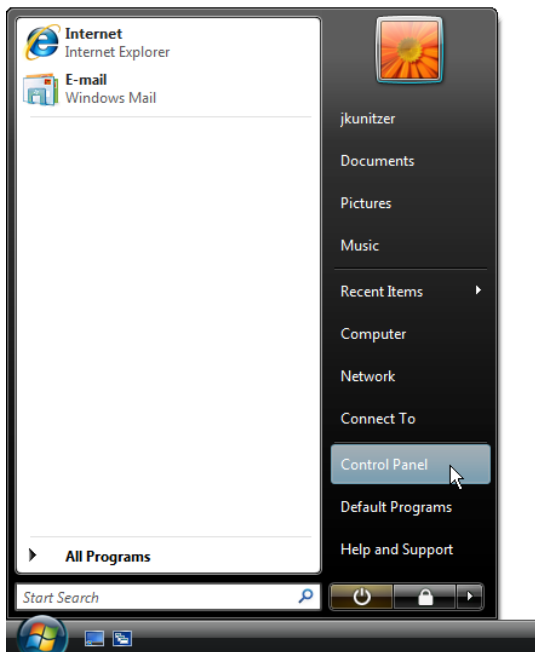 Internet
Internet Explorer
E-mail
Windows Mail
All Programs
Start Search
jkunitzer
Documents
Pictures
Music
Recent Items
Computer
Network
Connect To
Control Panel
Default Programs
Help and Support